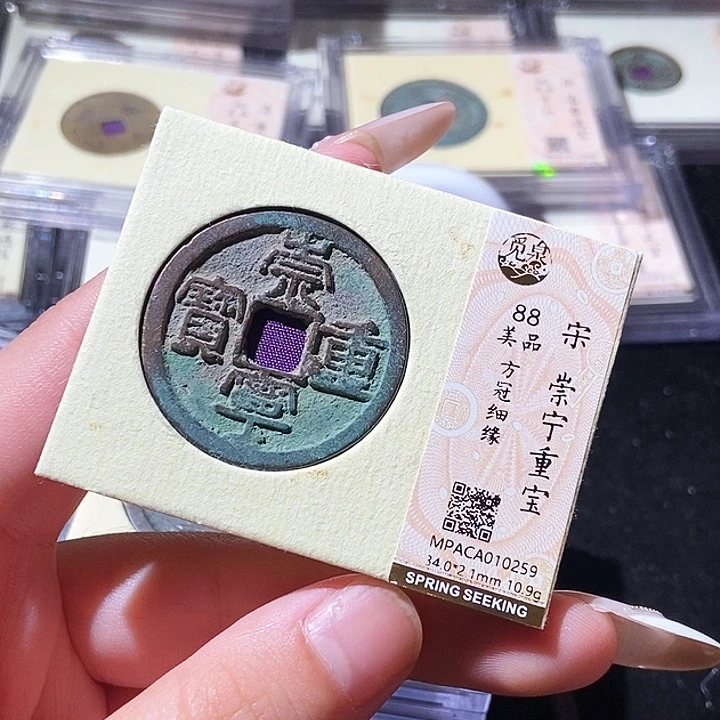 崇
寧
重
寶
觅泉
宋 崇宁重宝
88
美品 方冠细缘
MPACA010259
34.0*2.1mm 10.9g
SPRING SEEKING